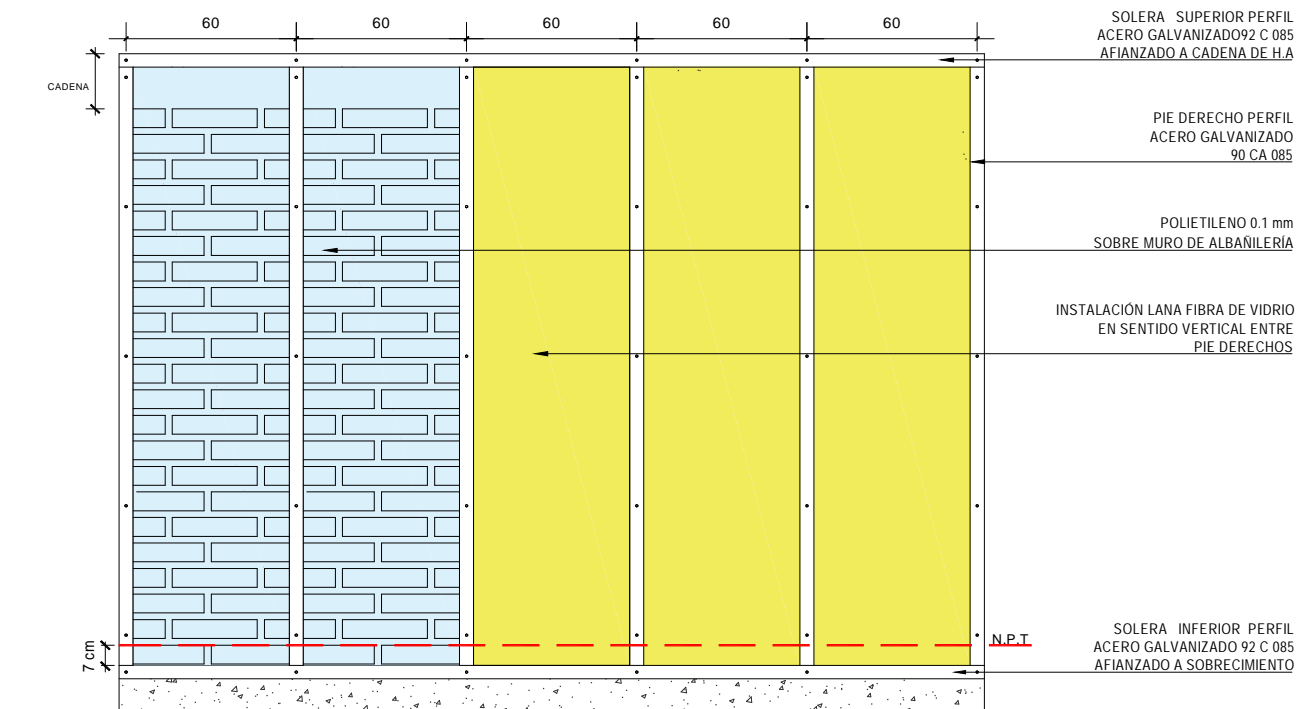 60 60 60 60 60
SOLERA SUPERIOR PERFIL
ACERO GALVANIZADO92 C 085
AFIANZADO A CADENA DE H.A
CADENA
PIE DERECHO PERFIL
ACERO GALVANIZADO
90 CA 085
POLIETILENO 0.1 mm
SOBRE MURO DE ALBAÑILERÍA
INSTALACIÓN LANA FIBRA DE VIDRIO
EN SENTIDO VERTICAL ENTRE
PIE DERECHOS
7 cm
N.P.T
SOLERA INFERIOR PERFIL
ACERO GALVANIZADO 92 C 085
AFIANZADO A SOBRECIMIENTO